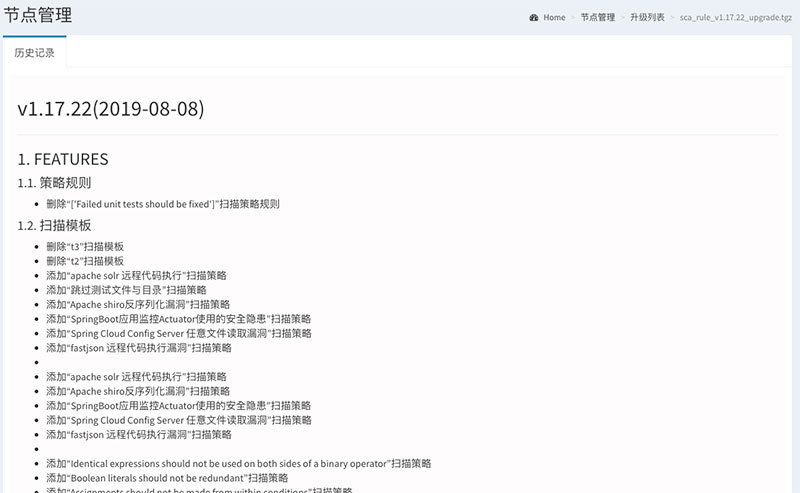 节点管理
Home > 节点管理 > 升级列表 > sca_rule_v1.17.22_upgrade.tgz
历史记录
v1.17.22(2019-08-08)
1. FEATURES
1.1. 策略规则
• 删除“['Failed unit tests should be fixed']”扫描策略规则
1.2. 扫描模板
• 删除“t3”扫描模板
• 删除“t2”扫描模板
• 添加“apache solr 远程代码执行”扫描策略
• 添加“跳过测试文件与目录”扫描策略
• 添加“Apache shiro反序列化漏洞”扫描策略
• 添加“SpringBoot应用监控Actuator使用的安全隐患”扫描策略
• 添加“Spring Cloud Config Server 任意文件读取漏洞”扫描策略
• 添加“fastjson 远程代码执行漏洞”扫描策略
•
• 添加“apache solr 远程代码执行”扫描策略
• 添加“Apache shiro反序列化漏洞”扫描策略
• 添加“SpringBoot应用监控Actuator使用的安全隐患”扫描策略
• 添加“Spring Cloud Config Server 任意文件读取漏洞”扫描策略
• 添加“fastjson 远程代码执行漏洞”扫描策略
•
• 添加“Identical expressions should not be used on both sides of a binary operator”扫描策略
• 添加“Boolean literals should not be redundant”扫描策略
• 添加“Assignments should not be made from within conditions”扫描策略